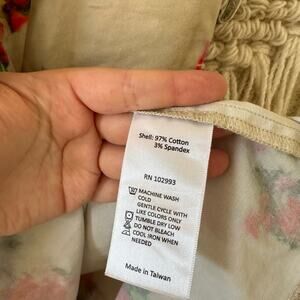 Shell: 97% Cotton
3% Spandex
RN 102993
MACHINE WASH
COLD
GENTLE CYCLE WITH
LIKE COLORS ONLY
TUMBLE DRY LOW
DO NOT BLEACH
COOL IRON WHEN
NEEDED
Made in Taiwan